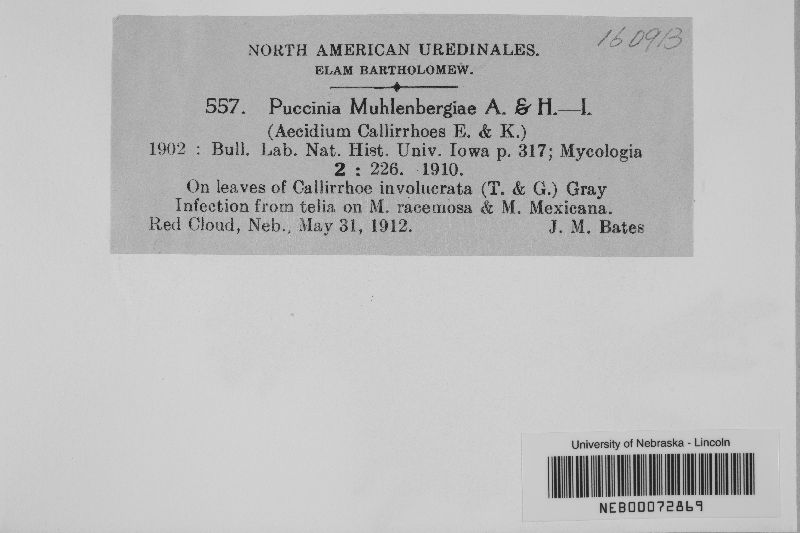 160913
NORTH AMERICAN UREDINALES.
ELAM BARTHOLOMEW.
557. Puccinia Muhlenbergiae A. & H.—I.
(Aecidium Callirrhoes E. & K.)
1902 : Bull. Lab. Nat. Hist. Univ. Iowa p. 317; Mycologia
2 : 226. 1910.
On leaves of Callirrhoe involucrata (T. & G.) Gray
Infection from telia on M. racemosa & M. Mexicana.
Red Cloud, Neb., May 31, 1912. J. M. Bates
University of Nebraska - Lincoln
NEB00072869